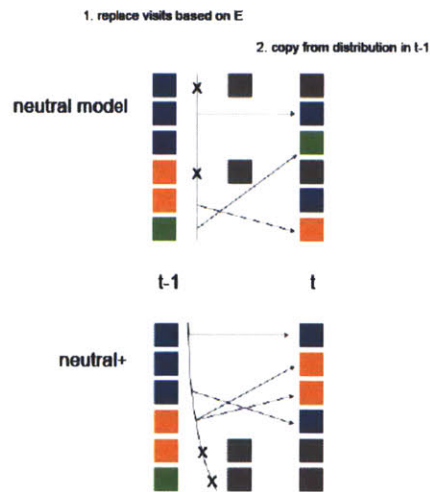 1. replace visits based on E
2. copy from distribution in t-1
neutral model
x
x
t-1 t
neutral+
x
x